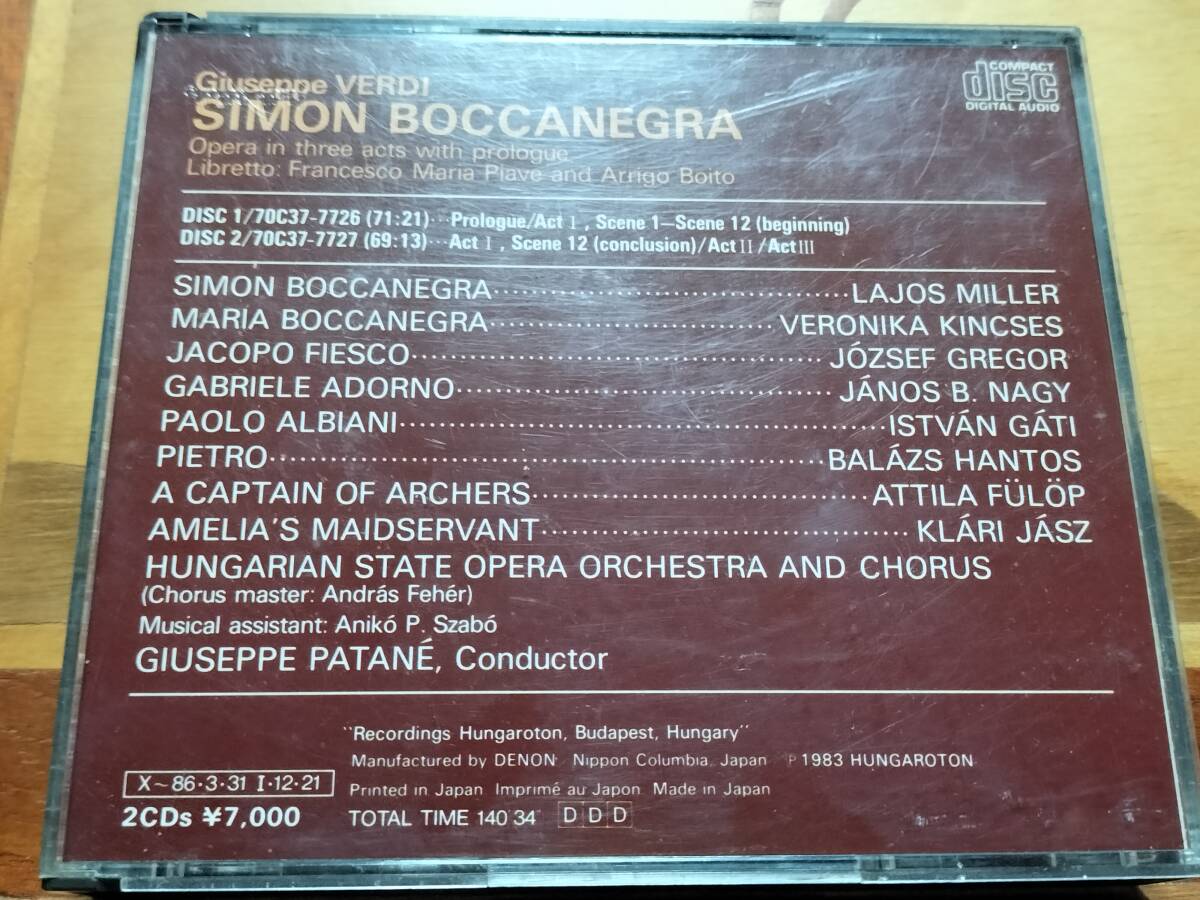 Giuseppe VERDI
SIMON BOCCANEGRA
Opera in three acts with prologue
Libretto: Francesco Maria Piave and Arrigo Boito
COMPACT
disc
DIGITAL AUDIO
DISC 1/70C37-7726 (71:21)···Prologue/Act I, Scene 1–Scene 12 (beginning)
DISC 2/70C37-7727 (69:13)···Act I, Scene 12 (conclusion)/Act II/Act III
SIMON BOCCANEGRA··········LAJOS MILLER
MARIA BOCCANEGRA··········VERONIKA KINCSES
JACOPO FIESCO··········JÓZSEF GREGOR
GABRIELE ADORNO··········JÁNOS B. NAGY
PAOLO ALBIANI··········ISTVÁN GÁTI
PIETRO··········BALÁZS HANTOS
A CAPTAIN OF ARCHERS··········ATTILA FÜLÖP
AMELIA'S MAIDSERVANT··········KLÁRI JÁSZ
HUNGARIAN STATE OPERA ORCHESTRA AND CHORUS
(Chorus master: András Fehér)
Musical assistant: Anikó P. Szabó
GIUSEPPE PATANÉ, Conductor
"Recordings Hungaroton, Budapest, Hungary"
Manufactured by DENON Nippon Columbia, Japan ℗ 1983 HUNGAROTON
X~86·3·31 I·12·21 Printed in Japan Imprimé au Japon Made in Japan
2CDs ¥7,000 TOTAL TIME 140'34 D D D